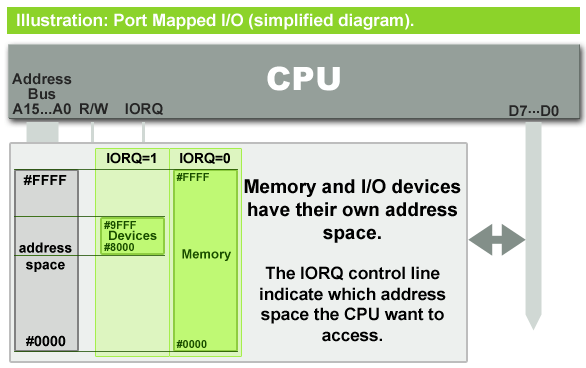 Illustration: Port Mapped I/O (simplified diagram).
CPU
Address
Bus
A15...A0 R/W IORQ
D7...D0
IORQ=1 IORQ=0
#FFFF
#FFFF
address
space
#0000
#9FFF
Devices
#8000
Memory
#0000
Memory and I/O devices
have their own address
space.
The IORQ control line
indicate which address
space the CPU want to
access.